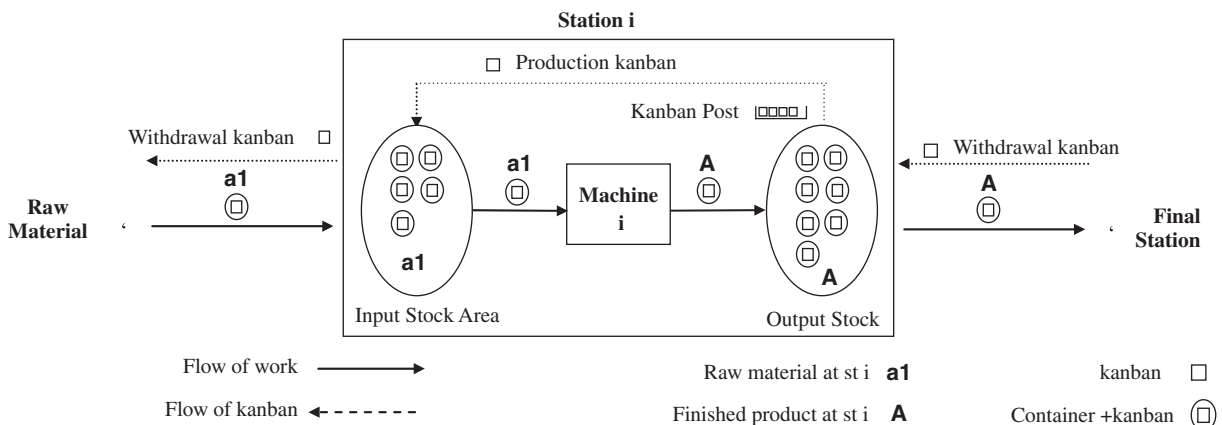 Station i
Production kanban
Kanban Post
Withdrawal kanban
Withdrawal kanban
a1
a1
A
A
Raw
Material
Machine
i
Final
Station
a1
A
Input Stock Area
Output Stock
Flow of work
Raw material at st i a1
kanban
Flow of kanban
Finished product at st i A
Container +kanban